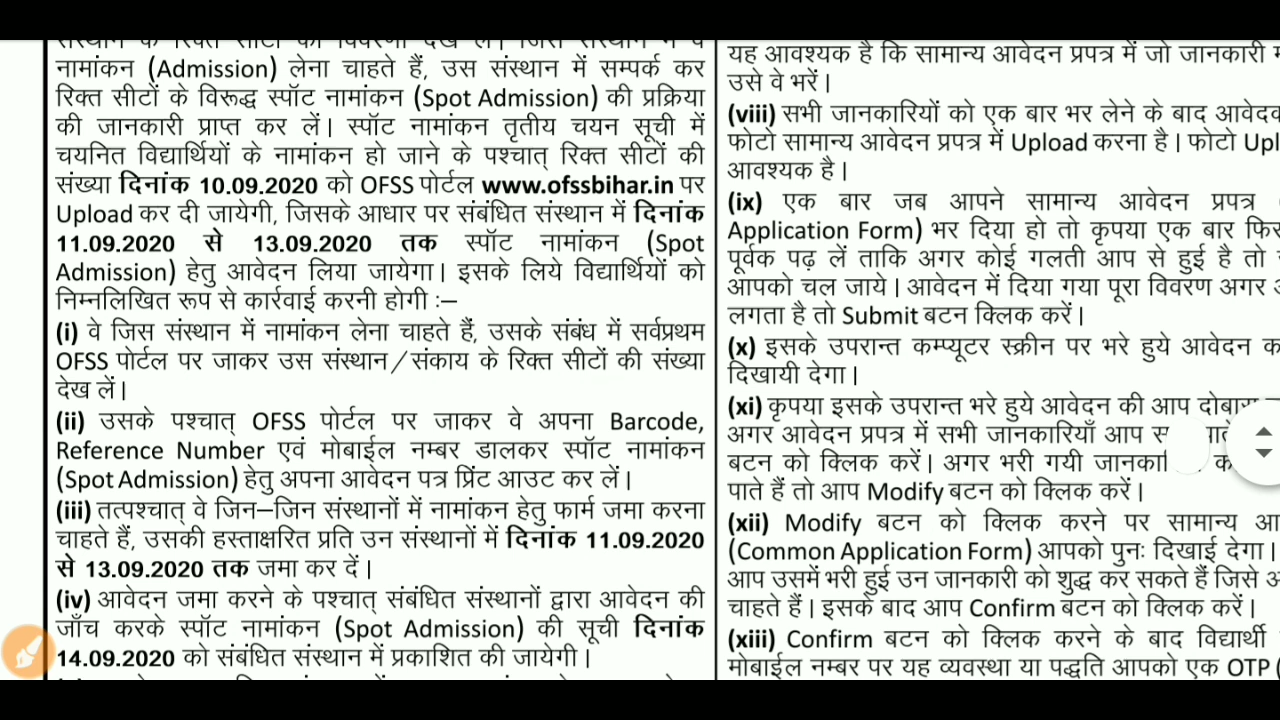 नामांकन (Admission) लेना चाहते हैं, उस संस्थान में सम्पर्क कर
रिक्त सीटों के विरूद्ध स्पॉट नामांकन (Spot Admission) की प्रक्रिया
की जानकारी प्राप्त कर लें। स्पॉट नामांकन तृतीय चयन सूची में
चयनित विद्यार्थियों के नामांकन हो जाने के पश्चात् रिक्त सीटों की
संख्या दिनांक 10.09.2020 को OFSS पोर्टल www.ofssbihar.in पर
Upload कर दी जायेगी, जिसके आधार पर संबंधित संस्थान में दिनांक
11.09.2020 से 13.09.2020 तक स्पॉट नामांकन (Spot
Admission) हेतु आवेदन लिया जायेगा। इसके लिये विद्यार्थियों को
निम्नलिखित रूप से कार्रवाई करनी होगी :–
(i) वे जिस संस्थान में नामांकन लेना चाहते हैं, उसके संबंध में सर्वप्रथम
OFSS पोर्टल पर जाकर उस संस्थान/संकाय के रिक्त सीटों की संख्या
देख लें।
(ii) उसके पश्चात् OFSS पोर्टल पर जाकर वे अपना Barcode,
Reference Number एवं मोबाईल नम्बर डालकर स्पॉट नामांकन
(Spot Admission) हेतु अपना आवेदन पत्र प्रिंट आउट कर लें।
(iii) तत्पश्चात् वे जिन–जिन संस्थानों में नामांकन हेतु फार्म जमा करना
चाहते हैं, उसकी हस्ताक्षरित प्रति उन संस्थानों में दिनांक 11.09.2020
से 13.09.2020 तक जमा कर दें।
(iv) आवेदन जमा करने के पश्चात् संबंधित संस्थानों द्वारा आवेदन की
जाँच करके स्पॉट नामांकन (Spot Admission) की सूची दिनांक
14.09.2020 को संबंधित संस्थान में प्रकाशित की जायेगी।
यह आवश्यक है कि सामान्य आवेदन प्रपत्र में जो जानकारी
उसे वे भरें।
(viii) सभी जानकारियों को एक बार भर लेने के बाद
फोटो सामान्य आवेदन प्रपत्र में Upload करना है। फोटो
आवश्यक है।
(ix) एक बार जब आपने सामान्य आवेदन प्रपत्र
Application Form) भर दिया हो तो कृपया एक बार
पूर्वक पढ़ लें ताकि अगर कोई गलती आप से हुई है तो
आपको चल जाये। आवेदन में दिया गया पूरा विवरण अगर
लगता है तो Submit बटन क्लिक करें।
(x) इसके उपरान्त कम्प्यूटर स्क्रीन पर भरे हुये आवेदन
दिखायी देगा।
(xi) कृपया इसके उपरान्त भरे हुये आवेदन की आप
अगर आवेदन प्रपत्र में सभी जानकारियाँ आप
बटन को क्लिक करें। अगर भरी गयी
पाते हैं तो आप Modify बटन को क्लिक करें।
(xii) Modify बटन को क्लिक करने पर सामान्य
(Common Application Form) आपको पुनः दिखाई देगा।
आप उसमें भरी हुई उन जानकारी को शुद्ध कर सकते हैं जिसे
चाहते हैं। इसके बाद आप Confirm बटन को क्लिक करें।
(xiii) Confirm बटन को क्लिक करने के बाद विद्यार्थी
मोबाईल नम्बर पर यह व्यवस्था या पद्धति आपको एक OTP